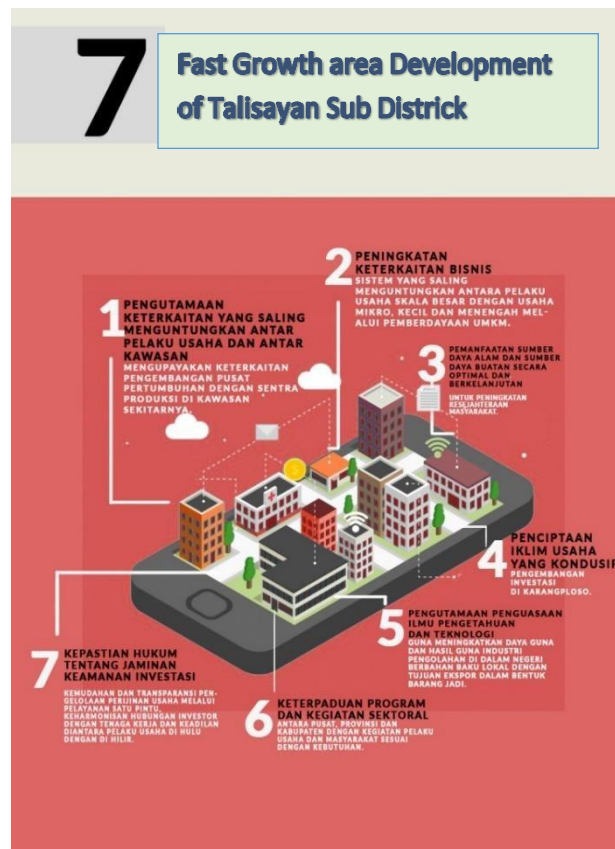 7
Fast Growth area Development
of Talisayan Sub Districk
1
PENGUTAMAAN
KETERKAITAN YANG SALING
MENGUNTUNGKAN ANTAR
PELAKU USAHA DAN ANTAR
KAWASAN
MENGUPAYAKAN KETERKAITAN
PENGEMBANGAN PUSAT
PERTUMBUHAN DENGAN SENTRA
PRODUKSI DI KAWASAN
SEKITARNYA.
2
PENINGKATAN
KETERKAITAN BISNIS
SISTEM YANG SALING
MENGUNTUNGKAN ANTARA PELAKU
USAHA SKALA BESAR DENGAN USAHA
MIKRO, KECIL DAN MENENGAH MEL-
ALUI PEMBERDAYAAN UMKM.
3
PEMANFAATAN SUMBER
DAYA ALAM DAN SUMBER
DAYA BUATAN SECARA
OPTIMAL DAN
BERKELANJUTAN
UNTUK PENINGKATAN
KESEJAHTERAAN
MASYARAKAT.
4
PENCIPTAAN
IKLIM USAHA
YANG KONDUSIF
PENGEMBANGAN
INVESTASI
DI KARANGPLOSO.
5
PENGUTAMAAN PENGUASAAN
ILMU PENGETAHUAN
DAN TEKNOLOGI
GUNA MENINGKATKAN DAYA GUNA
DAN HASIL GUNA INDUSTRI
PENGOLAHAN DI DALAM NEGERI
BERBAHAN BAKU LOKAL DENGAN
TUJUAN EKSPOR DALAM BENTUK
BARANG JADI.
6
KETERPADUAN PROGRAM
DAN KEGIATAN SEKTORAL
ANTARA PUSAT, PROVINSI DAN
KABUPATEN DENGAN KEGIATAN PELAKU
USAHA DAN MASYARAKAT SESUAI
DENGAN KEBUTUHAN.
7
KEPASTIAN HUKUM
TENTANG JAMINAN
KEAMANAN INVESTASI
KEMUDAHAN DAN TRANSPARANSI PEN-
GELOLAAN PERIJINAN USAHA MELALUI
PELAYANAN SATU PINTU,
KEHARMONISAN HUBUNGAN INVESTOR
DENGAN TENAGA KERJA DAN KEADILAN
DIANTARA PELAKU USAHA DI HULU
DENGAN DI HILIR.